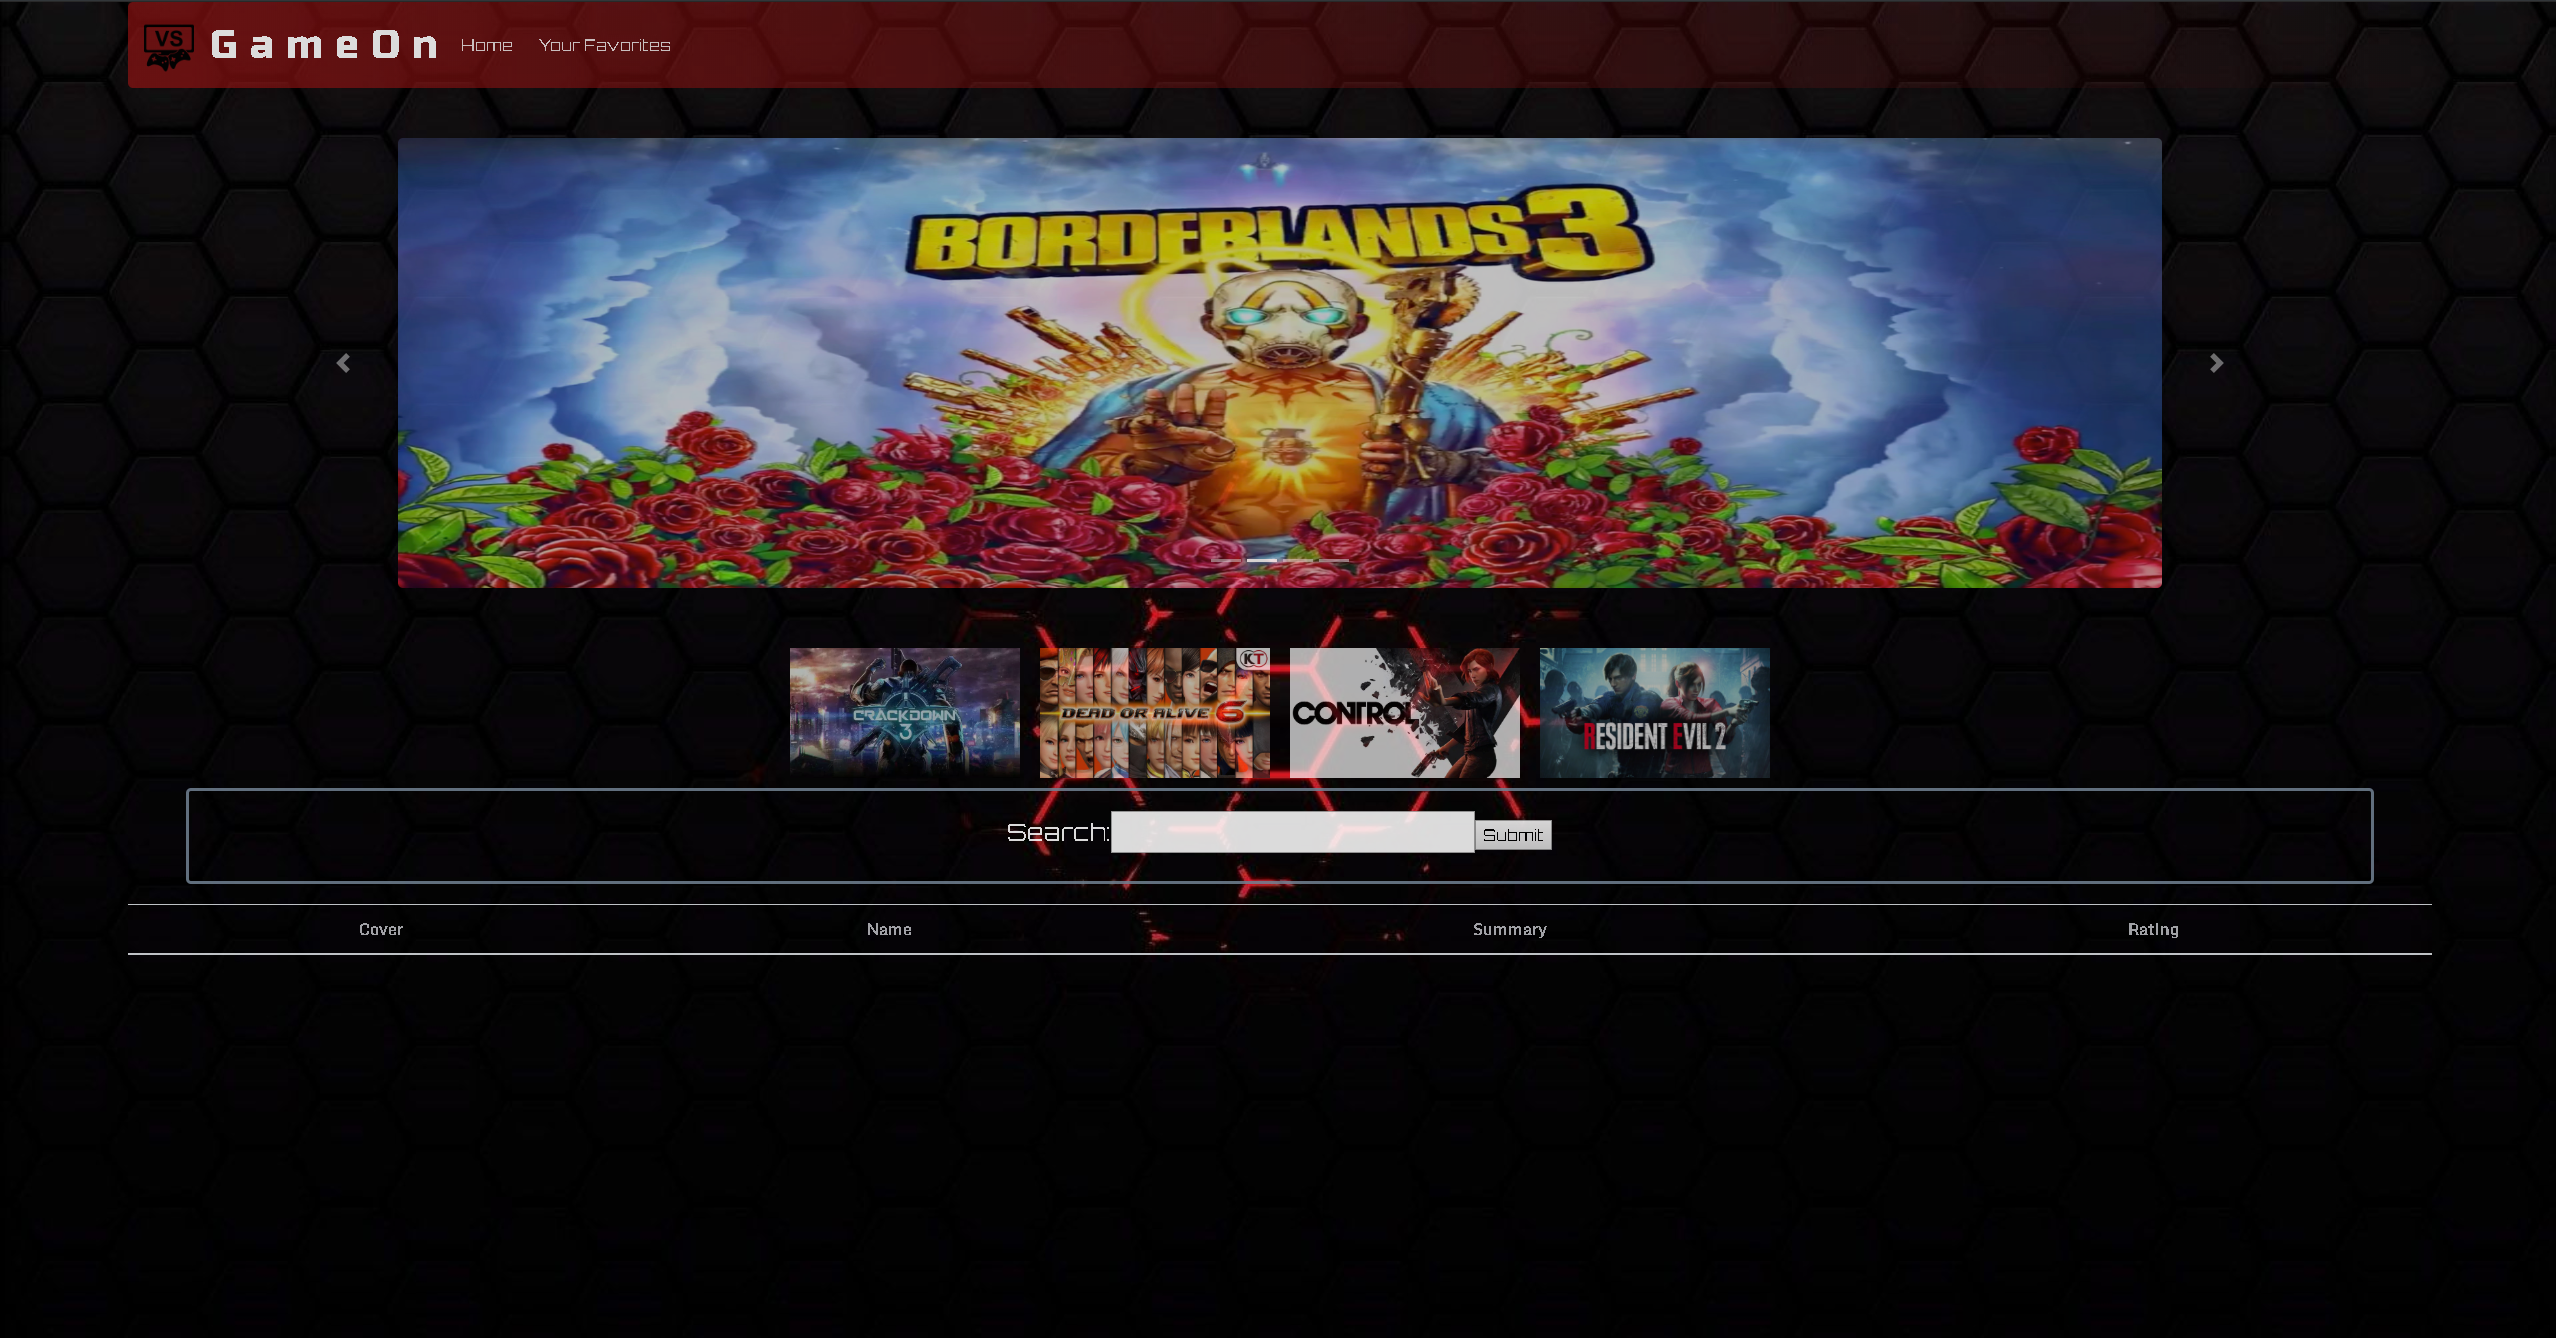 VS
GameOn Home Your Favorites
BORDERLANDS 3
KT
CRACKDOWN
3
DEAD OR ALIVE 6
CONTROL
RESIDENT EVIL 2
Search: Submit
Cover Name Summary Rating